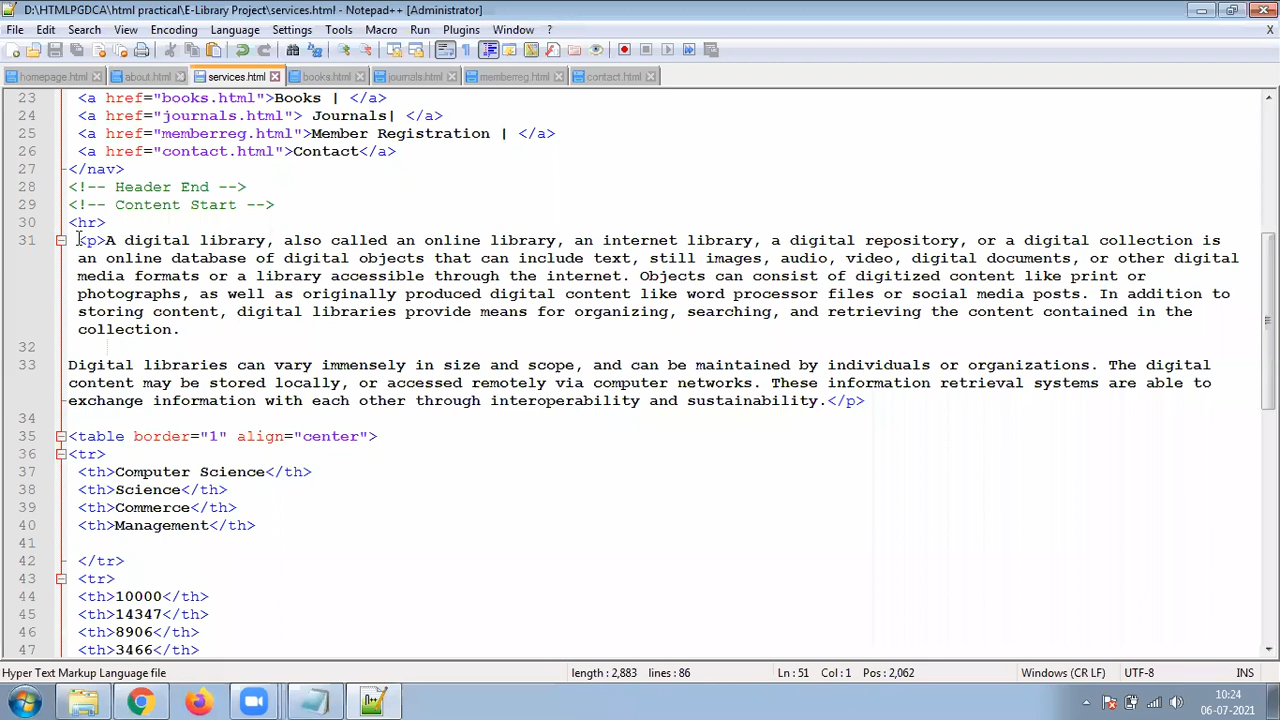 D:\HTMLPGDCA\html practical\E-Library Project\services.html - Notepad++ [Administrator]
File Edit Search View Encoding Language Settings Tools Macro Run Plugins Window ? X
homepage.html about.html services.html books.html journals.html memberreg.html contact.html
23 <a href="books.html">Books | </a>
24 <a href="journals.html"> Journals| </a>
25 <a href="memberreg.html">Member Registration | </a>
26 <a href="contact.html">Contact</a>
27 </nav>
28 <!-- Header End -->
29 <!-- Content Start -->
30 <hr>
31 <p>A digital library, also called an online library, an internet library, a digital repository, or a digital collection is
an online database of digital objects that can include text, still images, audio, video, digital documents, or other digital
media formats or a library accessible through the internet. Objects can consist of digitized content like print or
photographs, as well as originally produced digital content like word processor files or social media posts. In addition to
storing content, digital libraries provide means for organizing, searching, and retrieving the content contained in the
collection.
32
33 Digital libraries can vary immensely in size and scope, and can be maintained by individuals or organizations. The digital
content may be stored locally, or accessed remotely via computer networks. These information retrieval systems are able to
exchange information with each other through interoperability and sustainability.</p>
34
35 <table border="1" align="center">
36 <tr>
37 <th>Computer Science</th>
38 <th>Science</th>
39 <th>Commerce</th>
40 <th>Management</th>
41
42 </tr>
43 <tr>
44 <th>10000</th>
45 <th>14347</th>
46 <th>8906</th>
47 <th>3466</th>
Hyper Text Markup Language file length : 2,883 lines : 86 Ln : 51 Col : 1 Pos : 2,062 Windows (CR LF) UTF-8 INS
10:24
06-07-2021